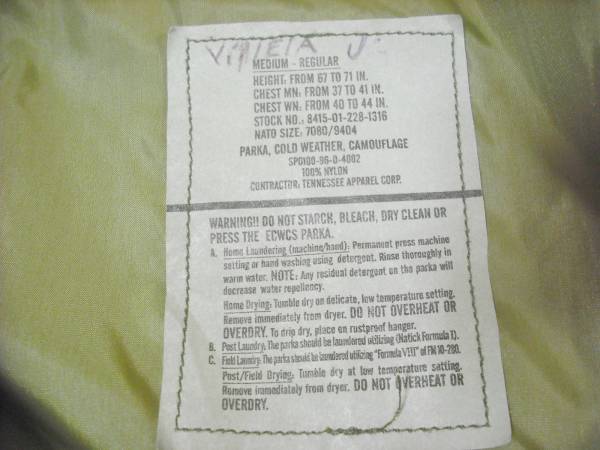 MEDIUM - REGULAR
HEIGHT: FROM 67 TO 71 IN.
CHEST MN: FROM 37 TO 41 IN.
CHEST WN: FROM 40 TO 44 IN.
STOCK NO.: 8415-01-228-1316
NATO SIZE: 7080/9404
PARKA, COLD WEATHER, CAMOUFLAGE
SPO100-96-D-4002
100% NYLON
CONTRACTOR: TENNESSEE APPAREL CORP.
WARNING!! DO NOT STARCH, BLEACH, DRY CLEAN OR
PRESS THE ECWCS PARKA.
A. Home Laundering (machine/hand): Permanent press machine
setting or hand washing using detergent. Rinse thoroughly in
warm water. NOTE: Any residual detergent on the parka will
decrease water repellency.
Home Drying: Tumble dry on delicate, low temperature setting.
Remove immediately from dryer. DO NOT OVERHEAT OR
OVERDRY. To drip dry, place on rustproof hanger.
B. Post Laundry: The parka should be laundered utilizing (Natick Formula I).
C. Field Laundry: The parka should be laundered utilizing "Formula VIII" of FM 10-280.
Post/Field Drying: Tumble dry at low temperature setting.
Remove immediately from dryer. DO NOT OVERHEAT OR
OVERDRY.